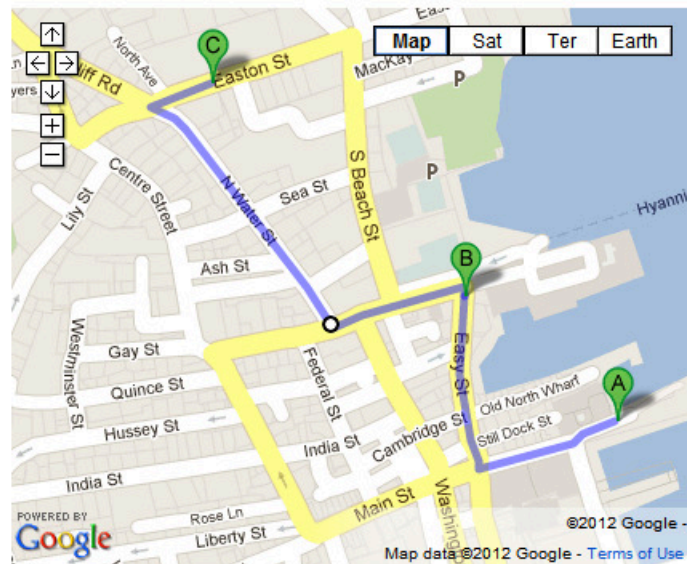 Map
Sat
Ter
Earth
C
North Ave
Easton St
MacKay
P
Cliff Rd
Lily St
Centre Street
N Water St
Sea St
S Beach St
P
Hyannis
Ash St
B
Westminster St
Gay St
Federal St
Easy St
A
Quince St
Old North Wharf
Hussey St
India St
Cambridge St
Still Dock St
India St
Main St
Washing
Rose Ln
Liberty St
POWERED BY
Google
©2012 Google -
Map data ©2012 Google - Terms of Use